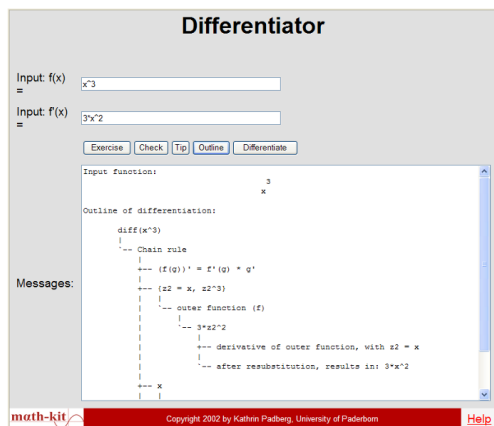 Differentiator
Input: f(x)
=
x^3
Input: f'(x)
=
3*x^2
Exercise Check Tip Outline Differentiate
Messages:
Input function:
3
x
Outline of differentiation:
diff(x^3)
|
`-- Chain rule
|
+-- (f(g))' = f'(g) * g'
|
+-- {z2 = x, z2^3}
| |
| `-- outer function (f)
| |
| `-- 3*z2^2
| |
| +-- derivative of outer function, with z2 = x
| |
| `-- after resubstitution, results in: 3*x^2
|
+-- x
| |
math-kit
Copyright 2002 by Kathrin Padberg, University of Paderborn
Help